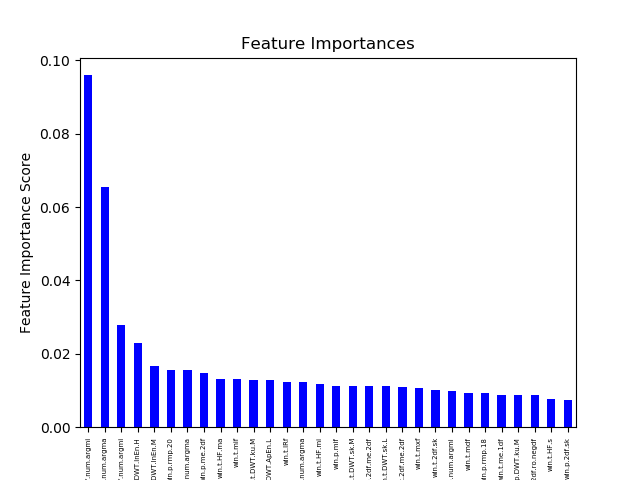 Feature Importances
Feature Importance Score
0.10
0.08
0.06
0.04
0.02
0.00
.num.argmi
.num.argma
.num.argmi
DWT.InEn.H
DWT.InEn.M
win.p.rmp.20
.num.argma
win.p.me.2df
win.t.HF.ma
win.t.mif
t.DWT.ku.M
DWT.ApEn.L
win.t.IRf
.num.argma
win.t.HF.mi
win.p.mif
t.DWT.sk.M
.2df.me.2df
t.DWT.sk.L
.2df.me.2df
win.t.mxf
win.t.2df.sk
.num.argmi
win.t.mdf
win.p.rmp.18
win.t.me.1df
p.DWT.ku.M
2df.ro.negdf
win.t.HF.s
win.p.2df.sk